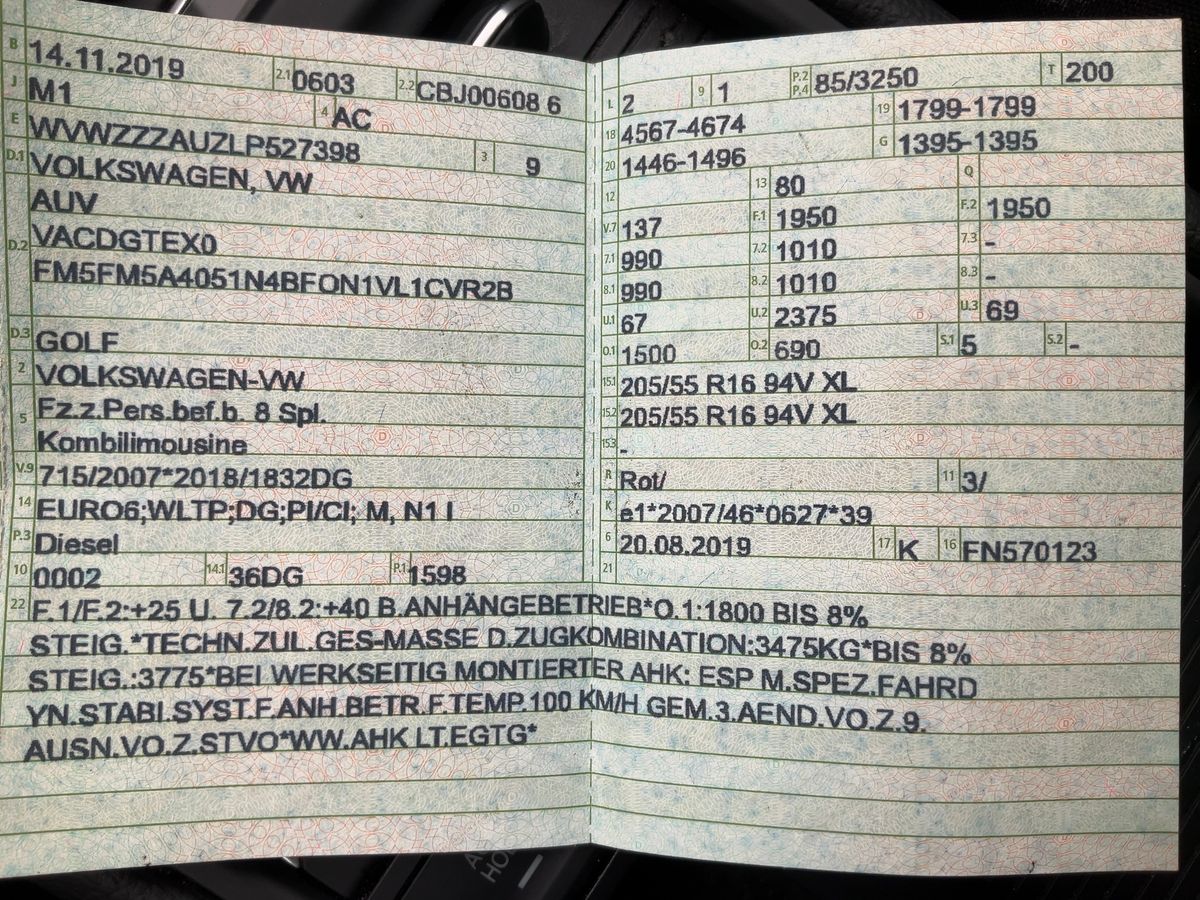 B 14.11.2019 2.1 0603 2.2 CBJ00608 6
J M1 4 AC
E WVWZZZAUZLP527398 3 9
D.1 VOLKSWAGEN, VW
AUV
D.2 VACDGTEX0
FM5FM5A4051N4BFON1VL1CVR2B
D.3 GOLF
2 VOLKSWAGEN-VW
5 Fz.z.Pers.bef.b. 8 Spl.
Kombilimousine
V.9 715/2007*2018/1832DG
14 EURO6;WLTP;DG;PI/CI; M, N1 I
P.3 Diesel
10 0002 14.1 36DG P.1 1598
L 2 9 1 P.2 P.4 85/3250 T 200
18 4567-4674 19 1799-1799
20 1446-1496 G 1395-1395
12 13 80 Q
V.7 137 F.1 1950 F.2 1950
7.1 990 7.2 1010 7.3 -
8.1 990 8.2 1010 8.3 -
U.1 67 U.2 2375 U.3 69
O.1 1500 O.2 690 S.1 5 S.2 -
15.1 205/55 R16 94V XL
15.2 205/55 R16 94V XL
15.3 -
R Rot/ 11 3/
K e1*2007/46*0627*39
6 20.08.2019 17 K 16 FN570123
21
22 F.1/F.2:+25 U. 7.2/8.2:+40 B.ANHÄNGEBETRIEB*O.1:1800 BIS 8%
STEIG.*TECHN.ZUL.GES-MASSE D.ZUGKOMBINATION:3475KG*BIS 8%
STEIG.:3775*BEI WERKSEITIG MONTIERTER AHK: ESP M.SPEZ.FAHRD
YN.STABI.SYST.F.ANH.BETR.F.TEMP.100 KM/H GEM.3.AEND.VO.Z.9.
AUSN.VO.Z.STVO*WW.AHK LT.EGTG*